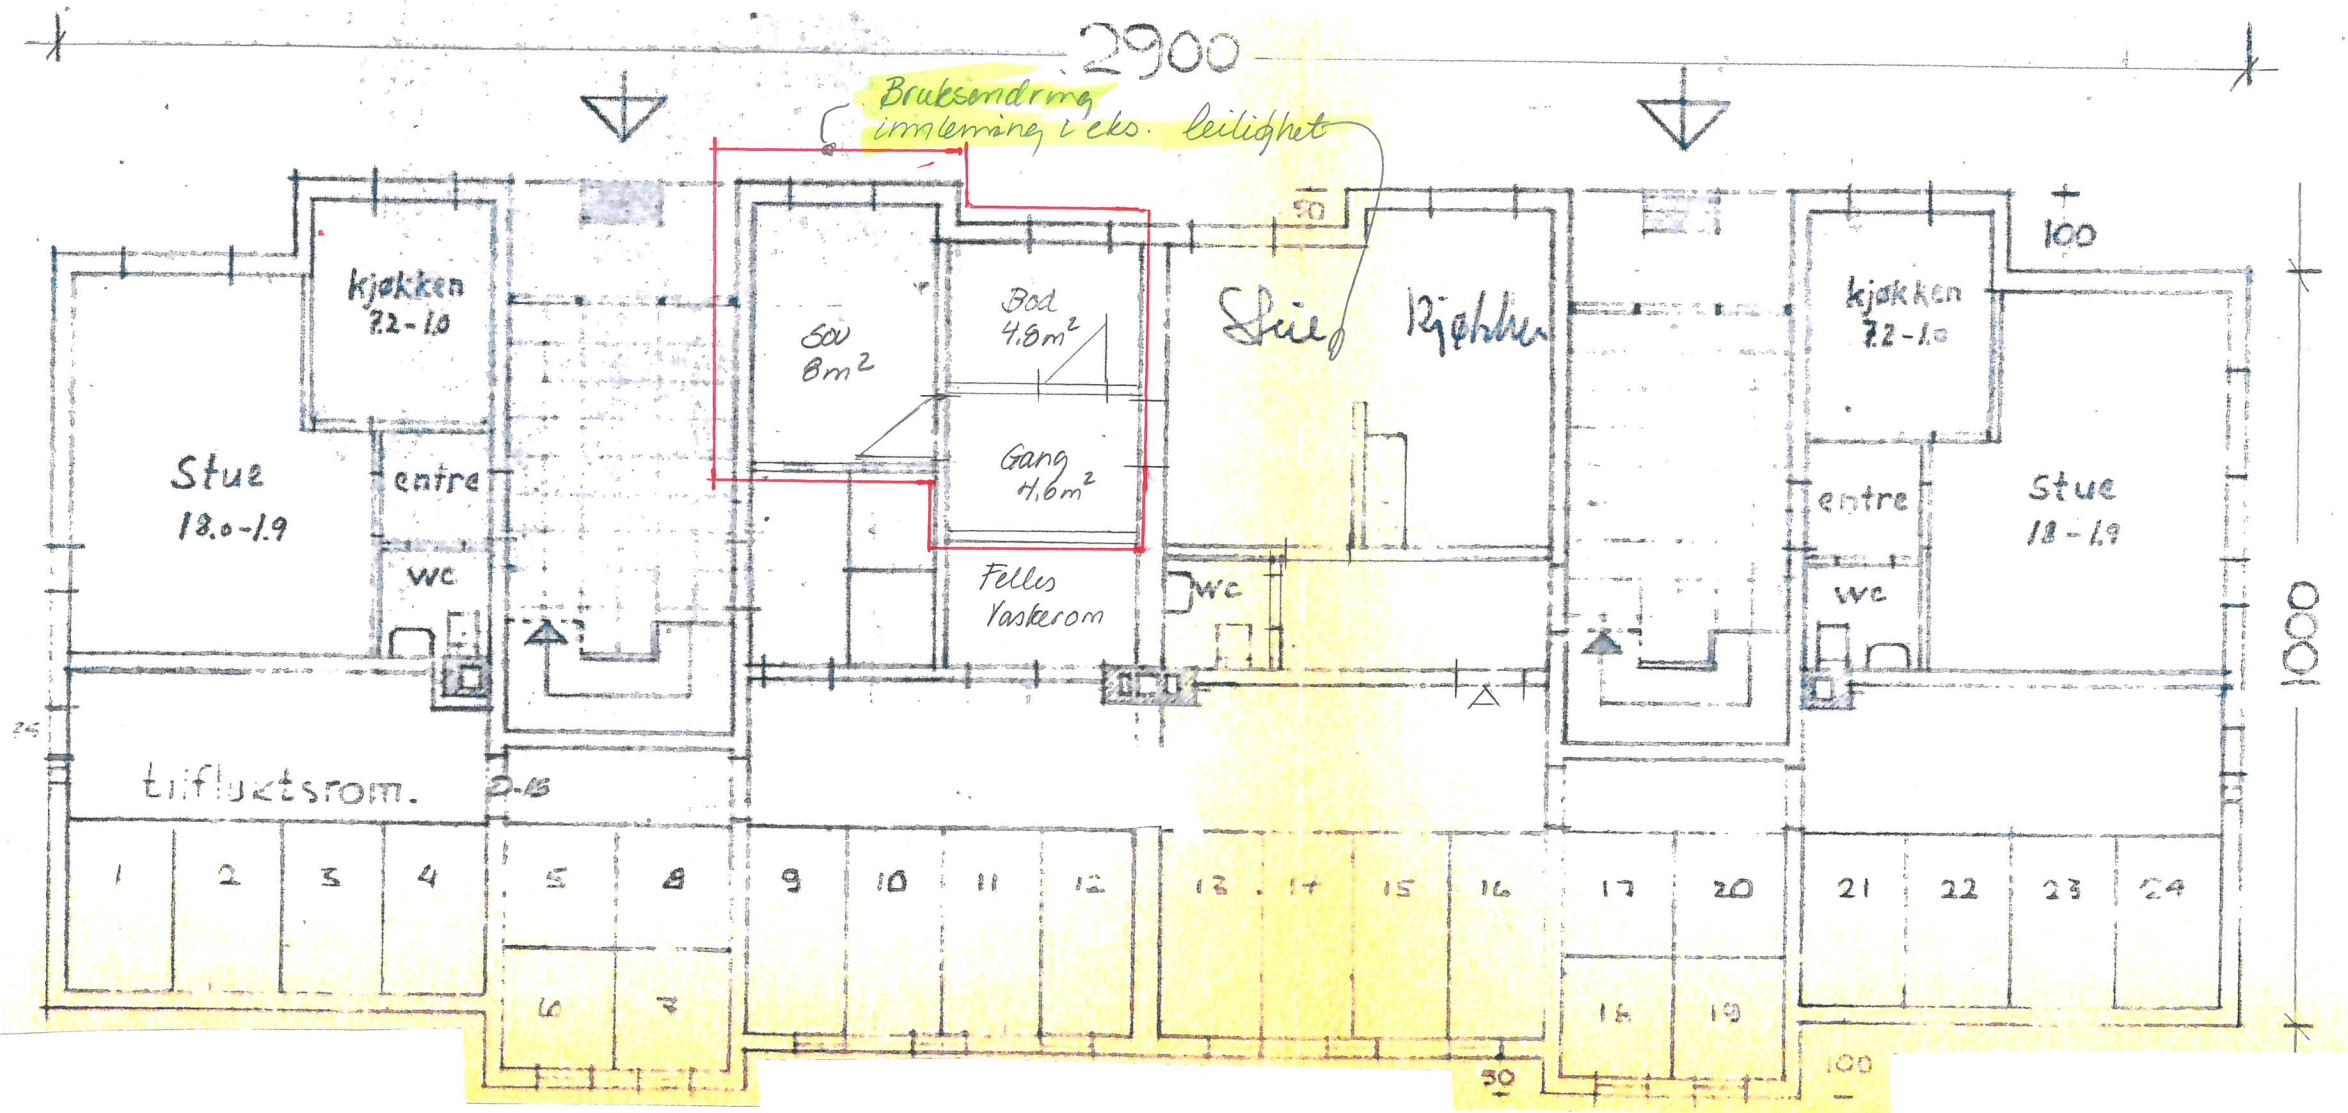 2900
Bruksendring
innlemming i eks. leilighet
50
100
kjøkken
7.2-1.0
sov
8m²
Bod
4.8m²
Stue
kjøkken
kjøkken
7.2-1.0
Stue
18.0-1.9
entre
Gang
4.6m²
entre
Stue
18-1.9
wc
Felles
Vaskerom
wc
wc
1000
tilfluktsrom.
1 2 3 4 5 8 9 10 11 12 13 14 15 16 17 20 21 22 23 24
6 7 18 19
50
100